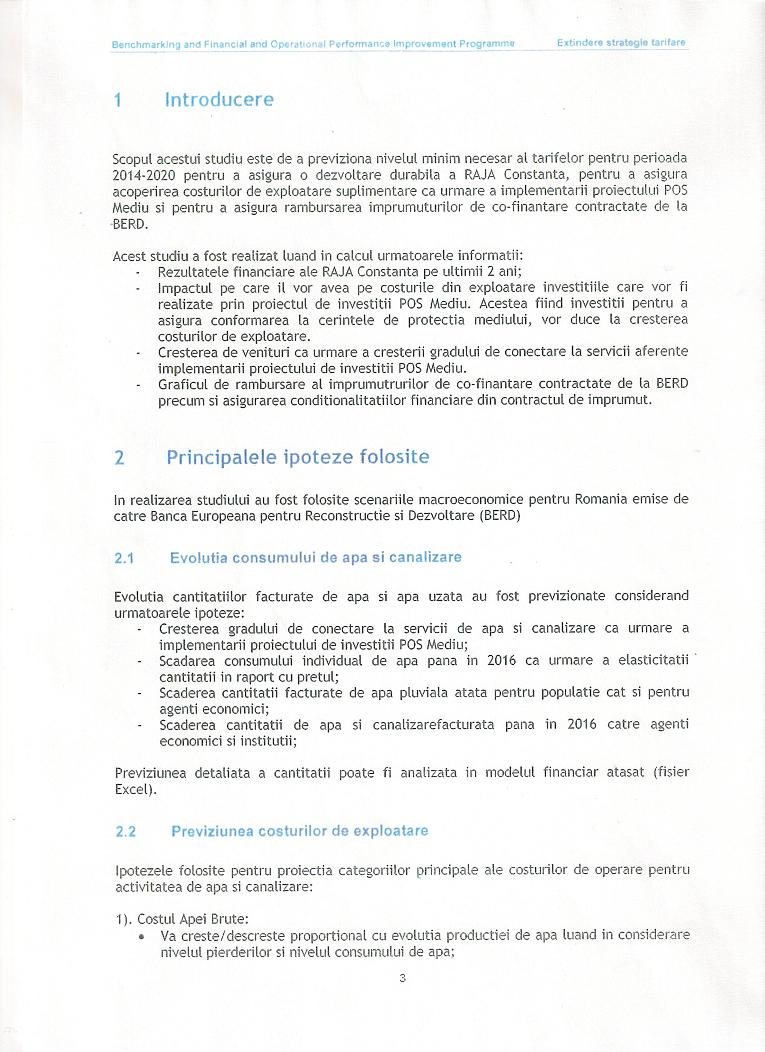 Benchmarking and Financial and Operational Performance Improvement Programme Extindere strategie tarifare
1 Introducere
Scopul acestui studiu este de a previziona nivelul minim necesar al tarifelor pentru perioada
2014-2020 pentru a asigura o dezvoltare durabila a RAJA Constanta, pentru a asigura
acoperirea costurilor de exploatare suplimentare ca urmare a implementarii proiectului POS
Mediu si pentru a asigura rambursarea imprumuturilor de co-finantare contractate de la
BERD.
Acest studiu a fost realizat luand in calcul urmatoarele informatii:
- Rezultatele financiare ale RAJA Constanta pe ultimii 2 ani;
- Impactul pe care il vor avea pe costurile din exploatare investitiile care vor fi
realizate prin proiectul de investitii POS Mediu. Acestea fiind investitii pentru a
asigura conformarea la cerintele de protectia mediului, vor duce la cresterea
costurilor de exploatare.
- Cresterea de venituri ca urmare a cresterii gradului de conectare la servicii aferente
implementarii proiectului de investitii POS Mediu.
- Graficul de rambursare al imprumutrurilor de co-finantare contractate de la BERD
precum si asigurarea conditionalitatiilor financiare din contractul de imprumut.
2 Principalele ipoteze folosite
In realizarea studiului au fost folosite scenariile macroeconomice pentru Romania emise de
catre Banca Europeana pentru Reconstructie si Dezvoltare (BERD)
2.1 Evolutia consumului de apa si canalizare
Evolutia cantitatiilor facturate de apa si apa uzata au fost previzionate considerand
urmatoarele ipoteze:
- Cresterea gradului de conectare la servicii de apa si canalizare ca urmare a
implementarii proiectului de investitii POS Mediu;
- Scadarea consumului individual de apa pana in 2016 ca urmare a elasticitatii
cantitatii in raport cu pretul;
- Scaderea cantitatii facturate de apa pluviala atata pentru populatie cat si pentru
agenti economici;
- Scaderea cantitatii de apa si canalizarefacturata pana in 2016 catre agenti
economici si institutii;
Previziunea detaliata a cantitatii poate fi analizata in modelul financiar atasat (fisier
Excel).
2.2 Previziunea costurilor de exploatare
Ipotezele folosite pentru proiectia categoriilor principale ale costurilor de operare pentru
activitatea de apa si canalizare:
1). Costul Apei Brute:
• Va creste/descreste proportional cu evolutia productiei de apa luand in considerare
nivelul pierderilor si nivelul consumului de apa;
3